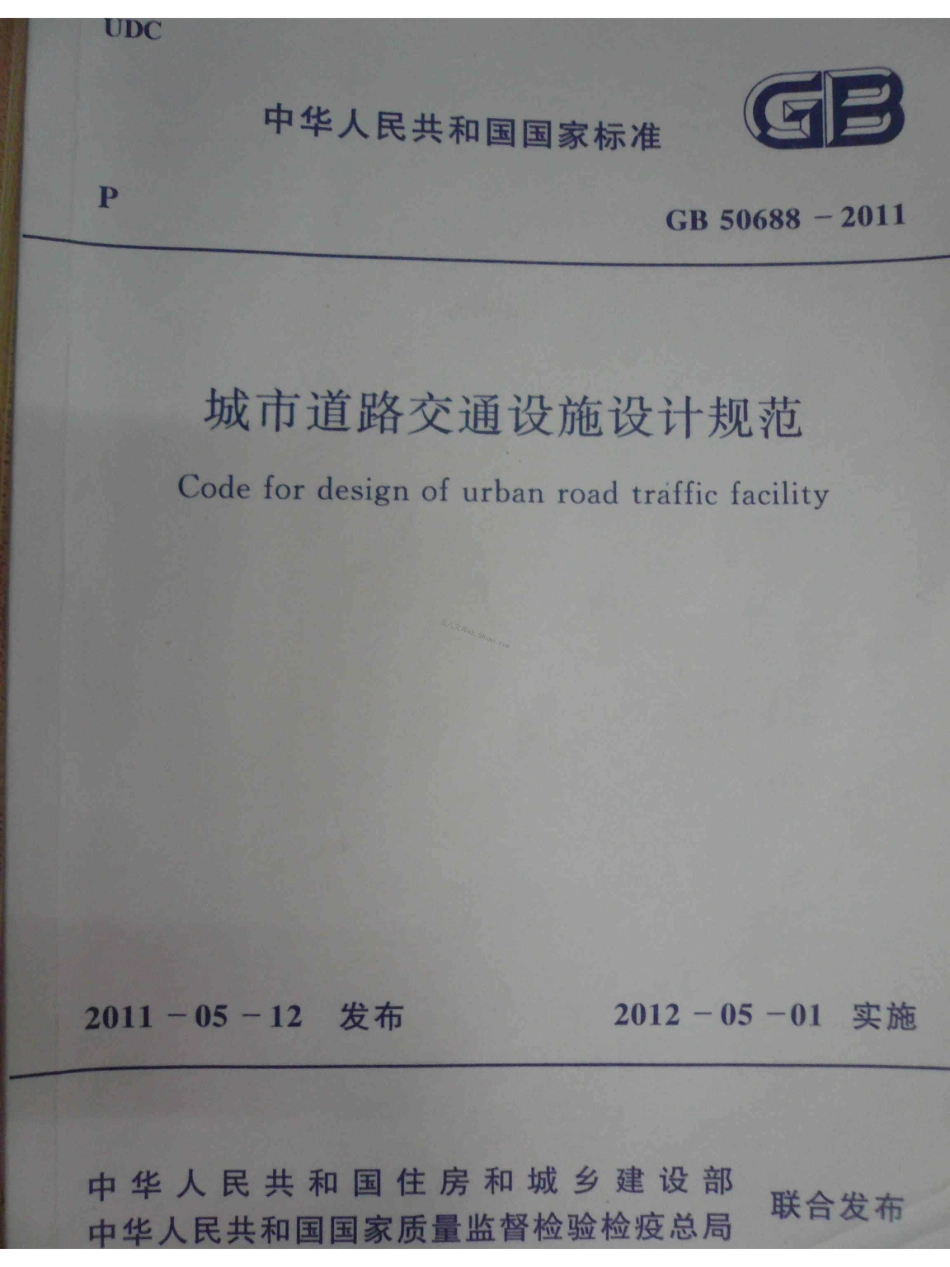 UDC
中华人民共和国国家标准
GB
P
GB 50688 － 2011
城市道路交通设施设计规范
Code for design of urban road traffic facility
2011 － 05 － 12 发布
2012 － 05 － 01 实施
中华人民共和国住房和城乡建设部
中华人民共和国国家质量监督检验检疫总局
联合发布